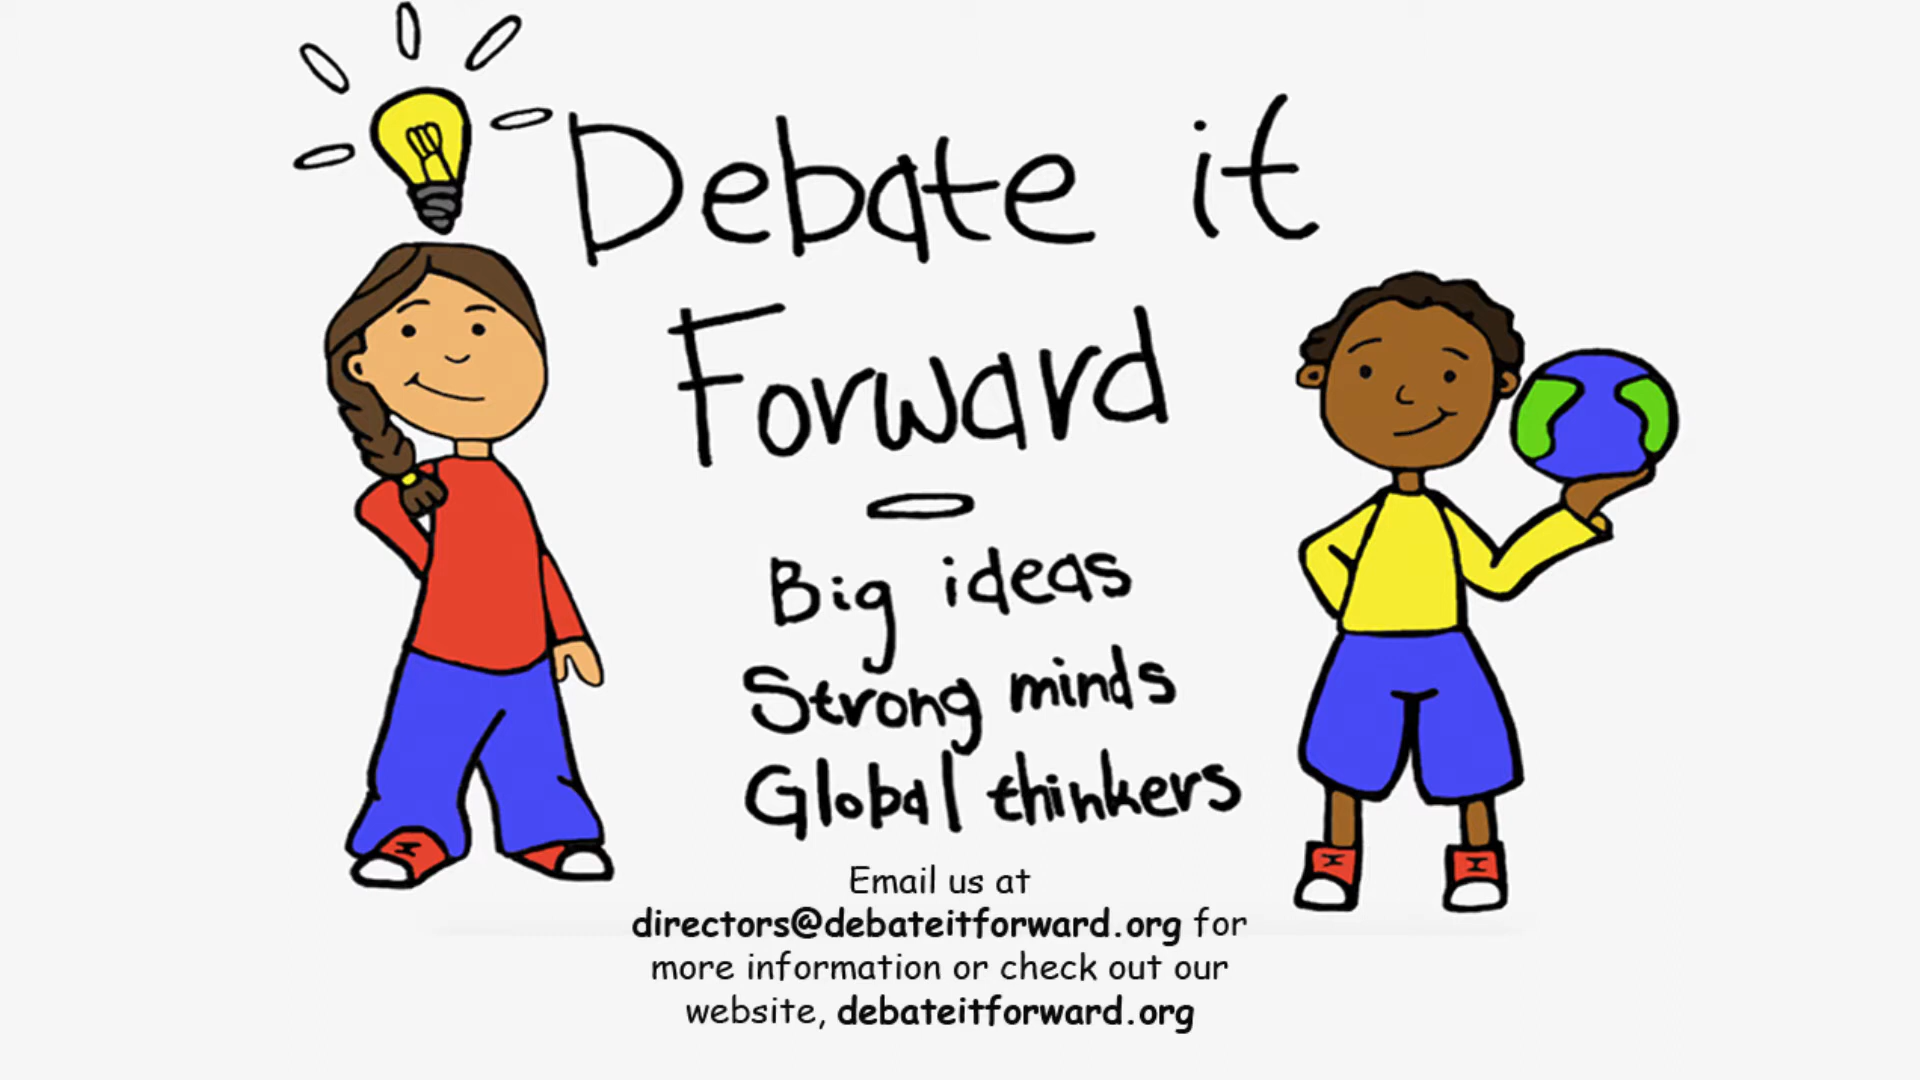 Debate it
Forward
Big ideas
Strong minds
Global thinkers
Email us at
directors@debateitforward.org for
more information or check out our
website, debateitforward.org